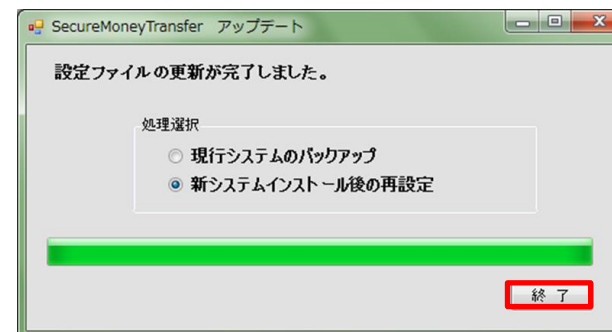 SecureMoneyTransfer アップデート
設定ファイルの更新が完了しました。
処理選択
現行システムのバックアップ
新システムインストール後の再設定
終 了